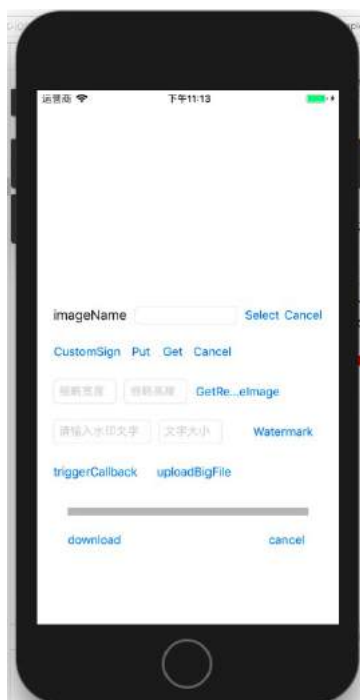 运营商 下午11:13
imageName Select Cancel
CustomSign Put Get Cancel
缩略宽度 缩略高度 GetRe...eImage
请输入水印文字 文字大小 Watermark
triggerCallback uploadBigFile
download cancel